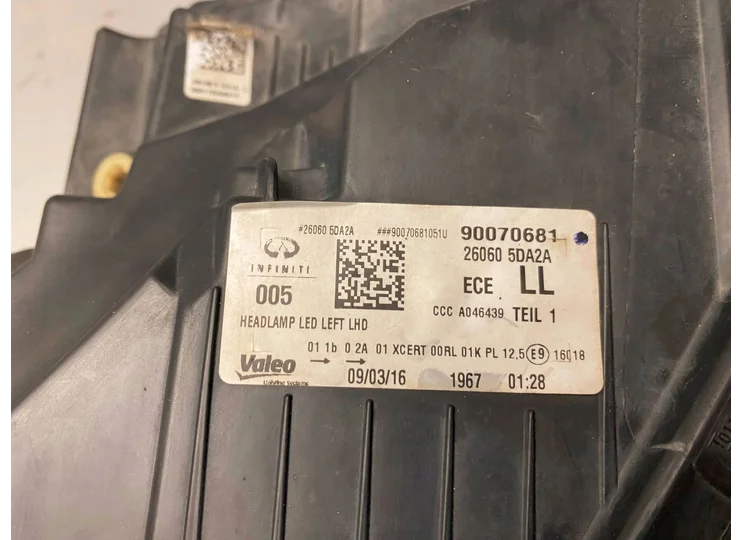 #26060 5DA2A ###90070681051U 90070681
26060 5DA2A
INFINITI
005
ECE LL
CCC A046439 TEIL 1
HEADLAMP LED LEFT LHD
01 1b 0 2A 01 XCERT 00RL 01K PL 12,5 E9 16018
Valeo
Lighting Systems
09/03/16 1967 01:28